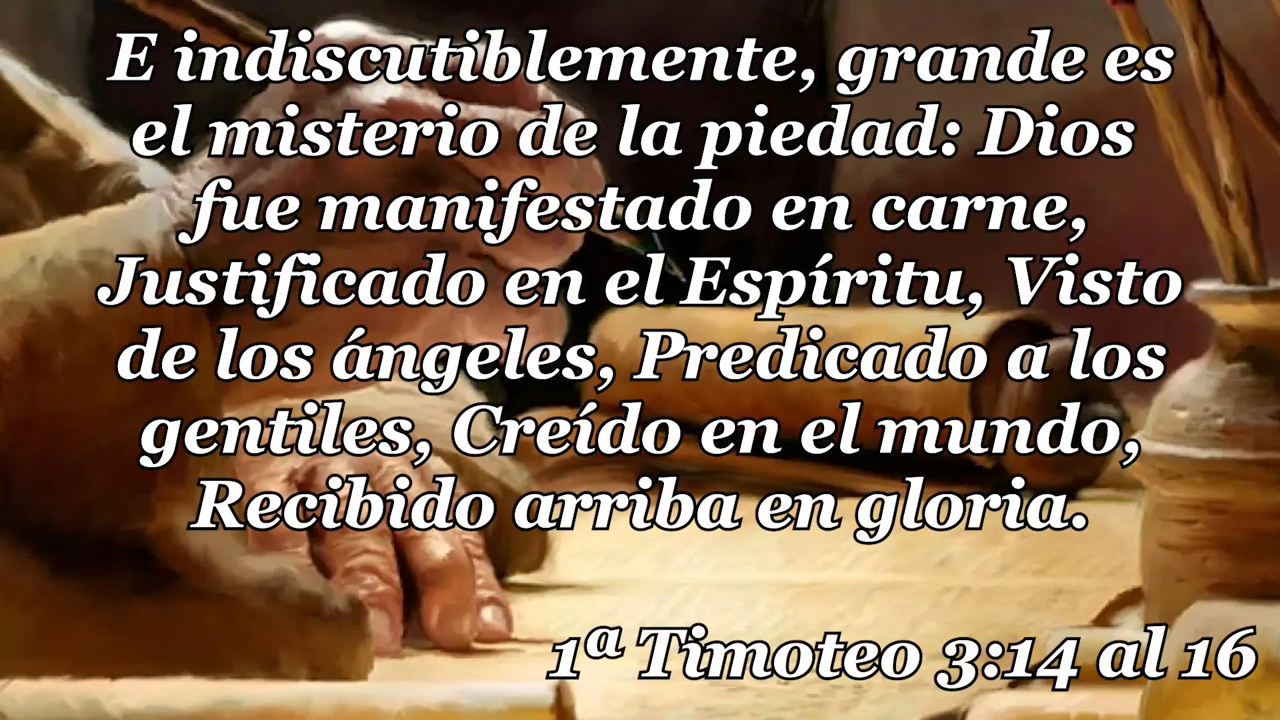 E indiscutiblemente, grande es
el misterio de la piedad: Dios
fue manifestado en carne,
Justificado en el Espíritu, Visto
de los ángeles, Predicado a los
gentiles, Creído en el mundo,
Recibido arriba en gloria.
1ª Timoteo 3:14 al 16